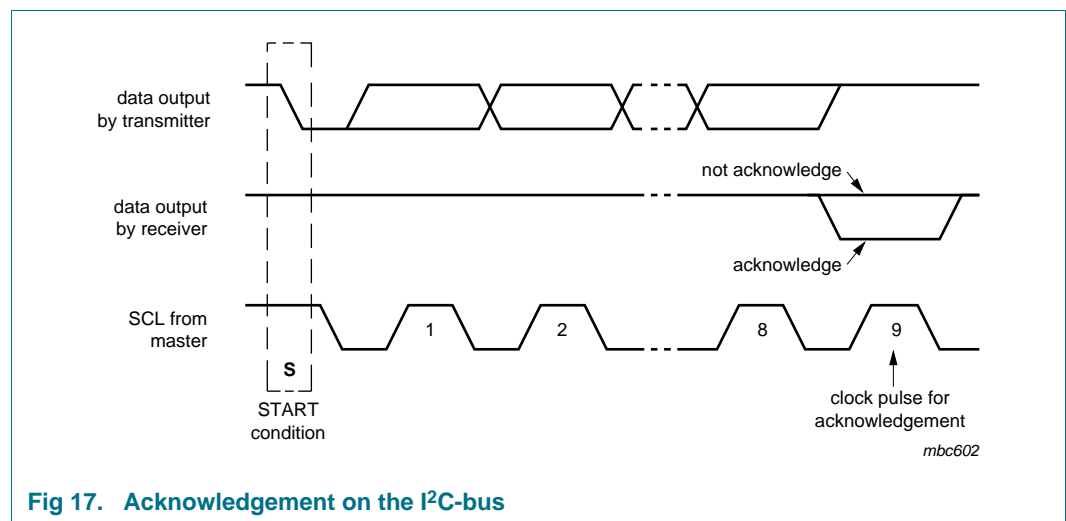 data output
by transmitter
not acknowledge
data output
by receiver
acknowledge
SCL from
master
1
2
8
9
S
START
condition
clock pulse for
acknowledgement
mbc602
Fig 17. Acknowledgement on the I²C-bus